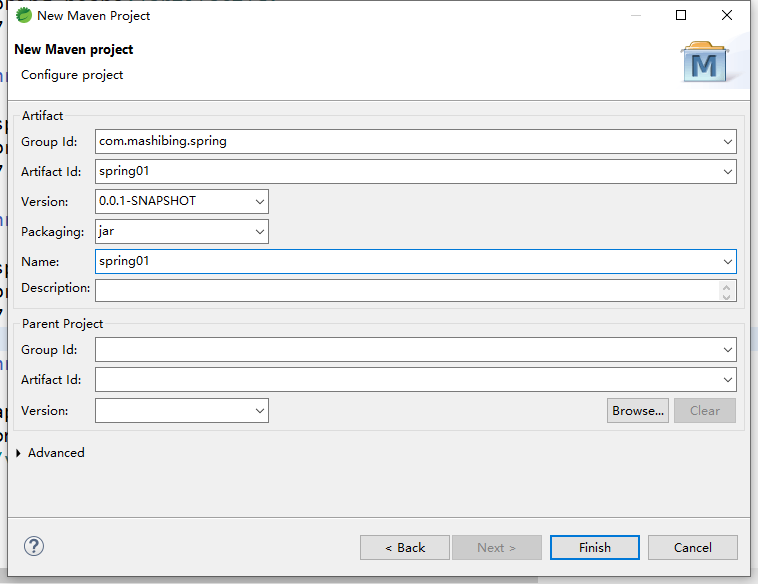 New Maven Project
New Maven project
Configure project
M
Artifact
Group Id: com.mashibing.spring
Artifact Id: spring01
Version: 0.0.1-SNAPSHOT
Packaging: jar
Name: spring01
Description:
Parent Project
Group Id:
Artifact Id:
Version: Browse... Clear
Advanced
? < Back Next > Finish Cancel